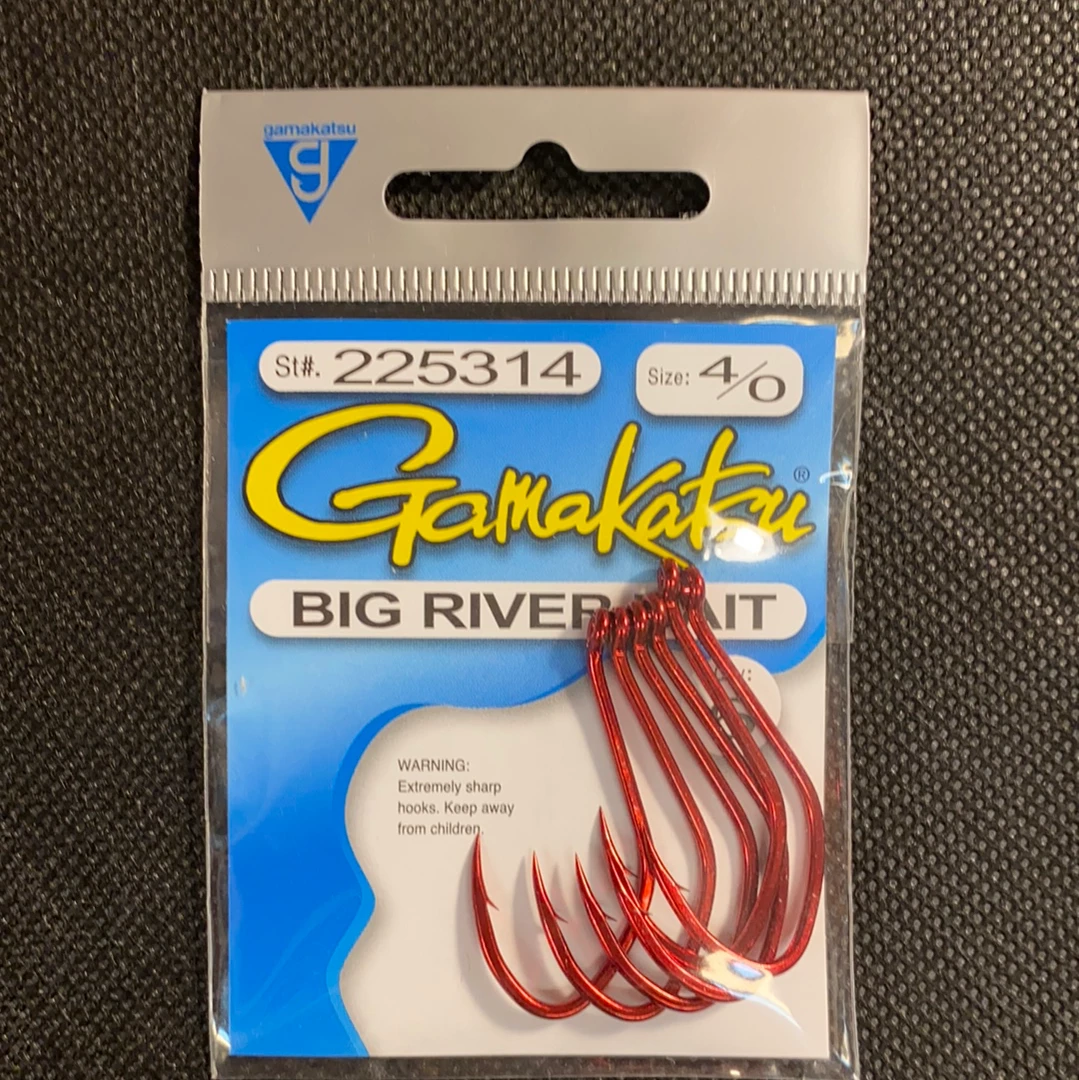 gamakatsu
St#. 225314
Size: 4/0
Gamakatsu®
BIG RIVER
WARNING:
Extremely sharp
hooks. Keep away
from children.